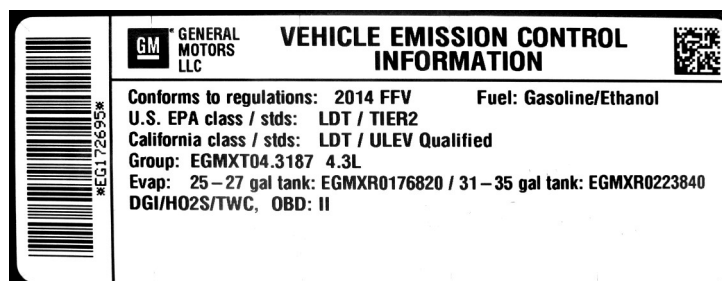 *EG172695*
GM
GENERAL
MOTORS
LLC
VEHICLE EMISSION CONTROL
INFORMATION
Conforms to regulations: 2014 FFV Fuel: Gasoline/Ethanol
U.S. EPA class / stds: LDT / TIER2
California class / stds: LDT / ULEV Qualified
Group: EGMXT04.3187 4.3L
Evap: 25–27 gal tank: EGMXR0176820 / 31–35 gal tank: EGMXR0223840
DGI/HO2S/TWC, OBD: II